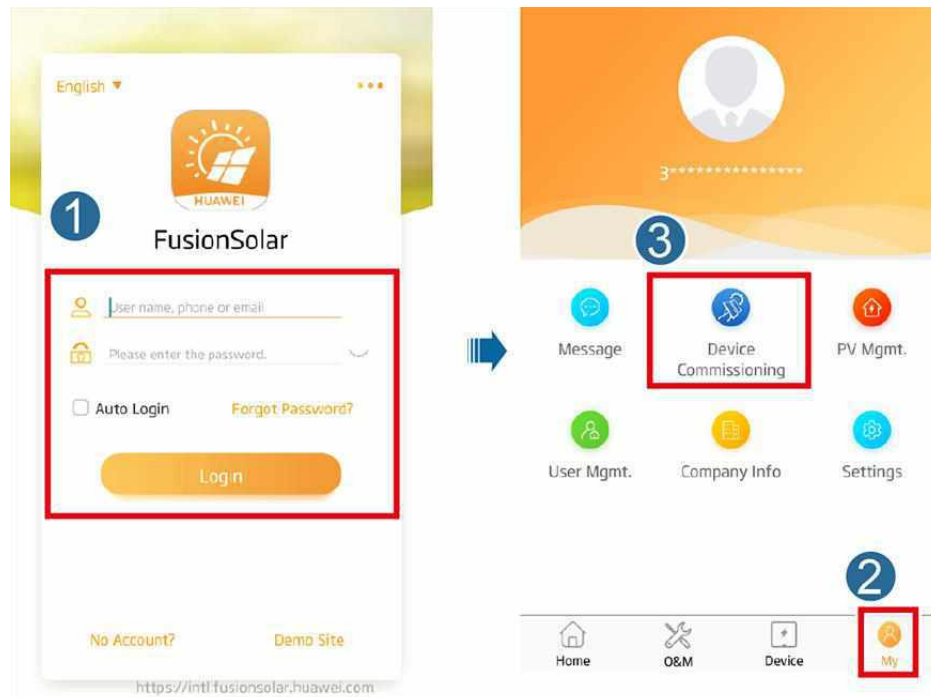 English ▼
HUAWEI
1
FusionSolar
User name, phone or email
Please enter the password.
Auto Login Forgot Password?
Login
No Account? Demo Site
https://intl.fusionsolar.huawei.com
3***************
3
Message Device Commissioning PV Mgmt.
User Mgmt. Company Info Settings
2
Home O&M Device My